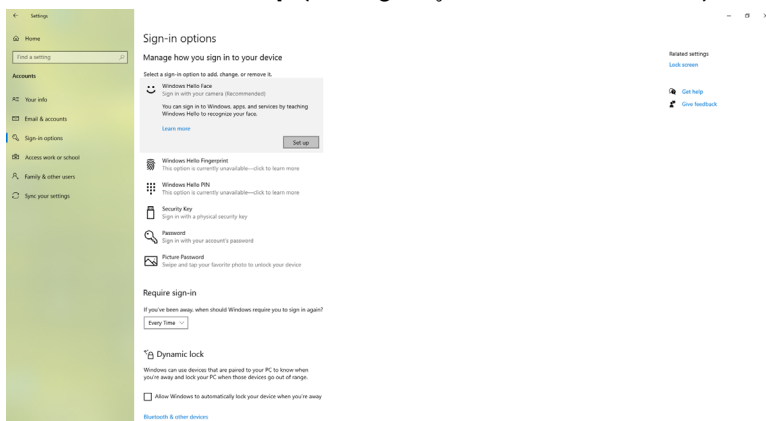 Settings
Home
Find a setting
Accounts
Your info
Email & accounts
Sign-in options
Access work or school
Family & other users
Sync your settings
Sign-in options
Manage how you sign in to your device
Select a sign-in option to add, change, or remove it.
Windows Hello Face
Sign in with your camera (Recommended)
You can sign in to Windows, apps, and services by teaching
Windows Hello to recognize your face.
Learn more
Set up
Windows Hello Fingerprint
This option is currently unavailable—click to learn more
Windows Hello PIN
This option is currently unavailable—click to learn more
Security Key
Sign in with a physical security key
Password
Sign in with your account's password
Picture Password
Swipe and tap your favorite photo to unlock your device
Require sign-in
If you've been away, when should Windows require you to sign in again?
Every Time
Dynamic lock
Windows can use devices that are paired to your PC to know when
you're away and lock your PC when those devices go out of range.
Allow Windows to automatically lock your device when you're away
Bluetooth & other devices
Related settings
Lock screen
Get help
Give feedback